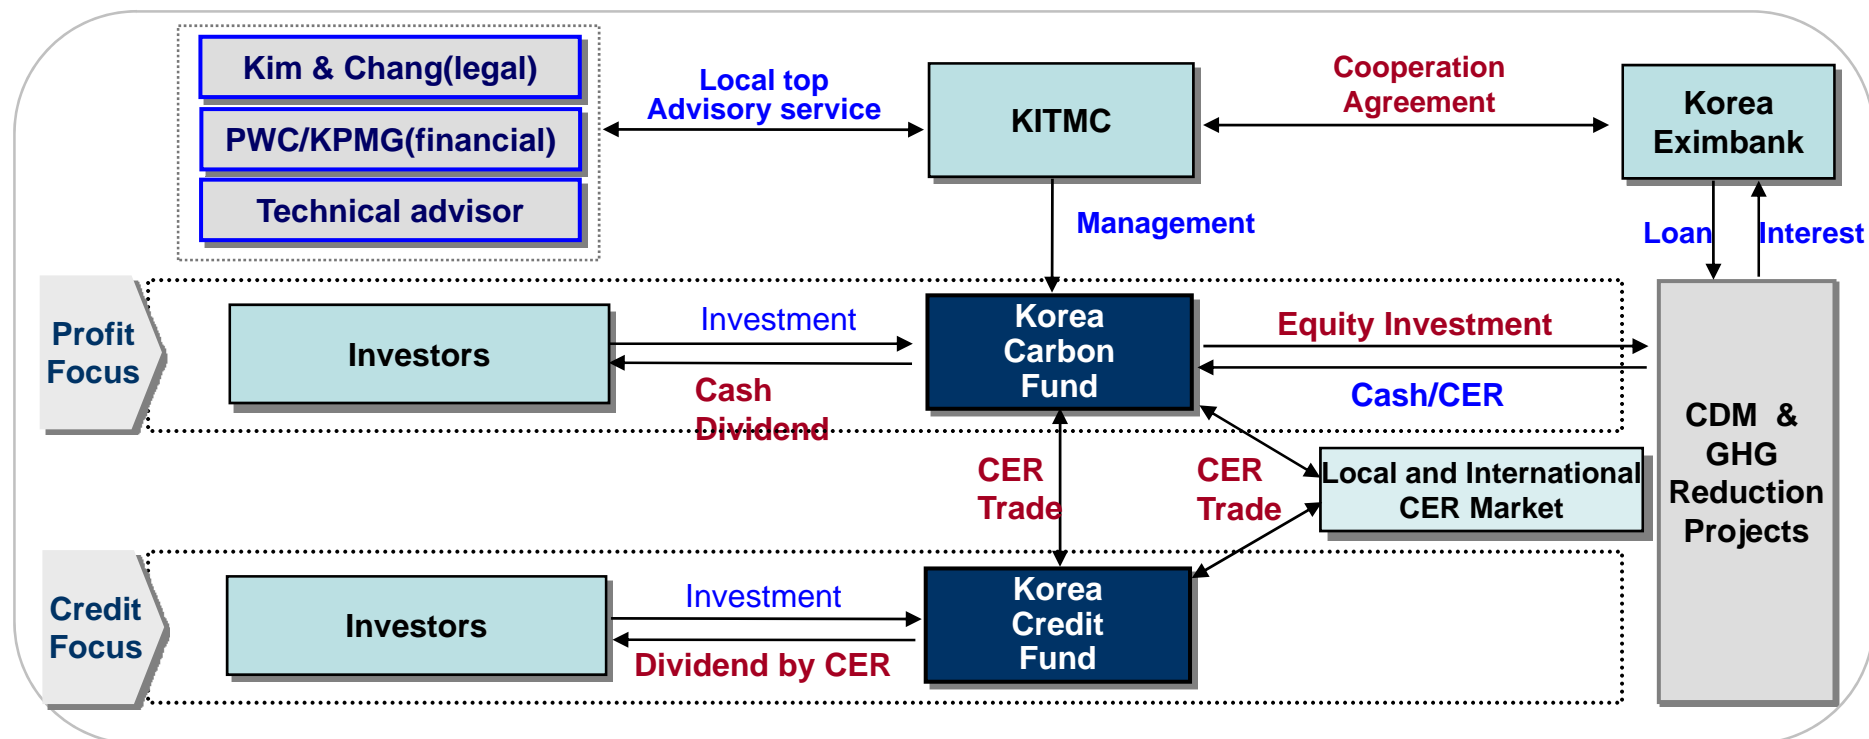 Kim & Chang(legal)
PWC/KPMG(financial)
Technical advisor
Local top
Advisory service
KITMC
Cooperation
Agreement
Korea
Eximbank
Management
Loan
Interest
Profit
Focus
Investors
Investment
Cash
Dividend
Korea
Carbon
Fund
Equity Investment
Cash/CER
CDM & 
GHG
Reduction
Projects
CER
Trade
CER
Trade
Local and International
CER Market
Credit
Focus
Investors
Investment
Dividend by CER
Korea
Credit
Fund